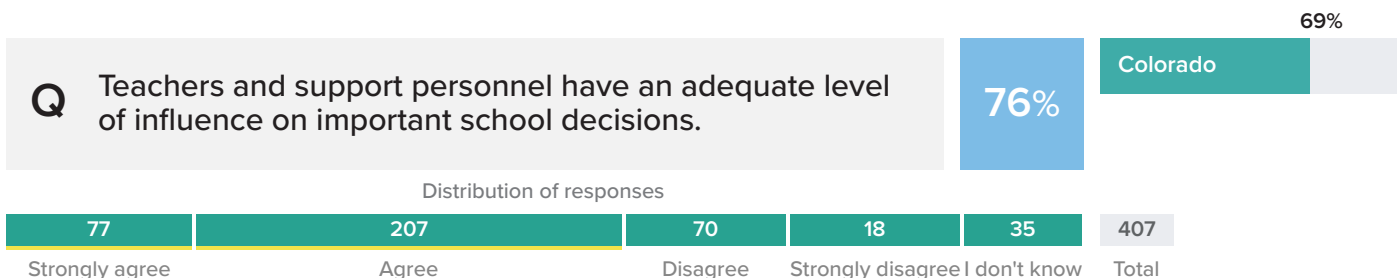 69%
Q
Teachers and support personnel have an adequate level
of influence on important school decisions.
76%
Colorado
Distribution of responses
77 207 70 18 35 407
Strongly agree Agree Disagree Strongly disagree I don't know Total